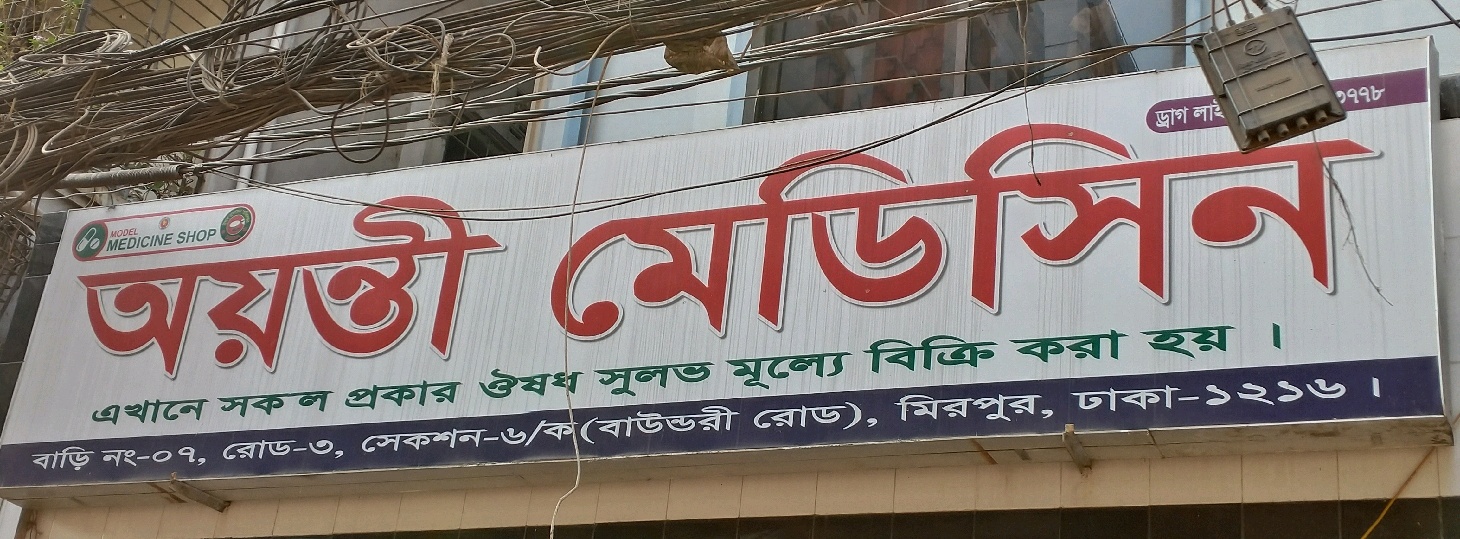 ড্রাগ ৩৭৭৮
MODEL
MEDICINE SHOP
অয়ন্তী মেডিসিন
এখানে সকল প্রকার ঔষধ সুলভ মূল্যে বিক্রি করা হয় ।
বাড়ি নং-০৭, রোড-৩, সেকশন-৬/ক(বাউন্ডরী রোড), মিরপুর, ঢাকা-১২১৬ ।